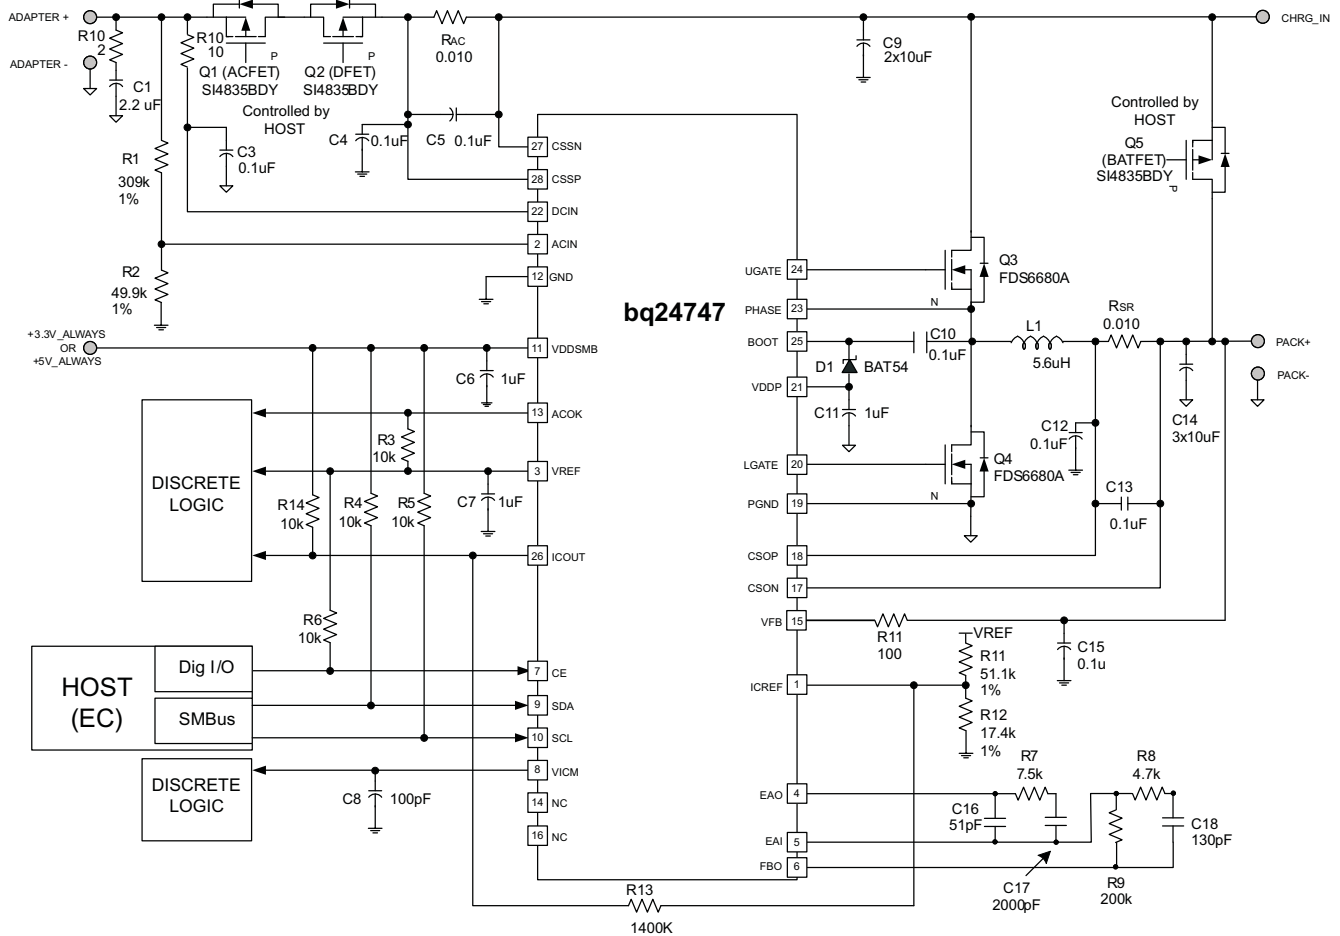 ADAPTER +
R10
2
R10
10
P
P
RAC
0.010
C9
2x10uF
CHRG_IN
ADAPTER -
C1
2.2 uF
Q1 (ACFET)
SI4835BDY
Q2 (DFET)
SI4835BDY
Controlled by
HOST
Controlled by
HOST
C4
0.1uF
C5
0.1uF
27
CSSN
Q5
(BATFET)
SI4835BDY
P
R1
309k
1%
C3
0.1uF
28
CSSP
22
DCIN
2
ACIN
R2
49.9k
1%
12
GND
UGATE
24
Q3
FDS6680A
bq24747
PHASE
23
N
RSR
0.010
+3.3V_ALWAYS
OR
+5V_ALWAYS
11
VDDSMB
BOOT
25
C10
0.1uF
L1
5.6uH
PACK+
C6
1uF
D1
BAT54
VDDP
21
PACK-
13
ACOK
C11
1uF
C12
0.1uF
C14
3x10uF
R3
10k
3
VREF
LGATE
20
Q4
FDS6680A
DISCRETE
LOGIC
R14
10k
R4
10k
R5
10k
C7
1uF
PGND
19
N
C13
0.1uF
26
ICOUT
CSOP
18
CSON
17
R6
10k
VFB
15
R11
100
C15
0.1u
VREF
HOST
(EC)
Dig I/O
7
CE
R11
51.1k
1%
ICREF
1
SMBus
9
SDA
R12
17.4k
1%
10
SCL
DISCRETE
LOGIC
8
VICM
C8
100pF
R7
7.5k
R8
4.7k
EAO
4
14
NC
C16
51pF
C18
130pF
16
NC
EAI
5
FBO
6
R13
1400K
C17
2000pF
R9
200k